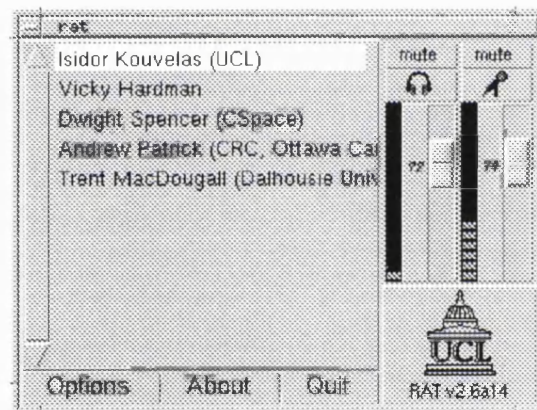 rat
Isidor Kouvelas (UCL)
Vicky Hardman
Dwight Spencer (CSpace)
Andrew Patrick (CRC, Ottawa Ca
Trent MacDougall (Dalhousie Univ
mute
mute
UCL
RAT v2.6a14
Options
About
Quit